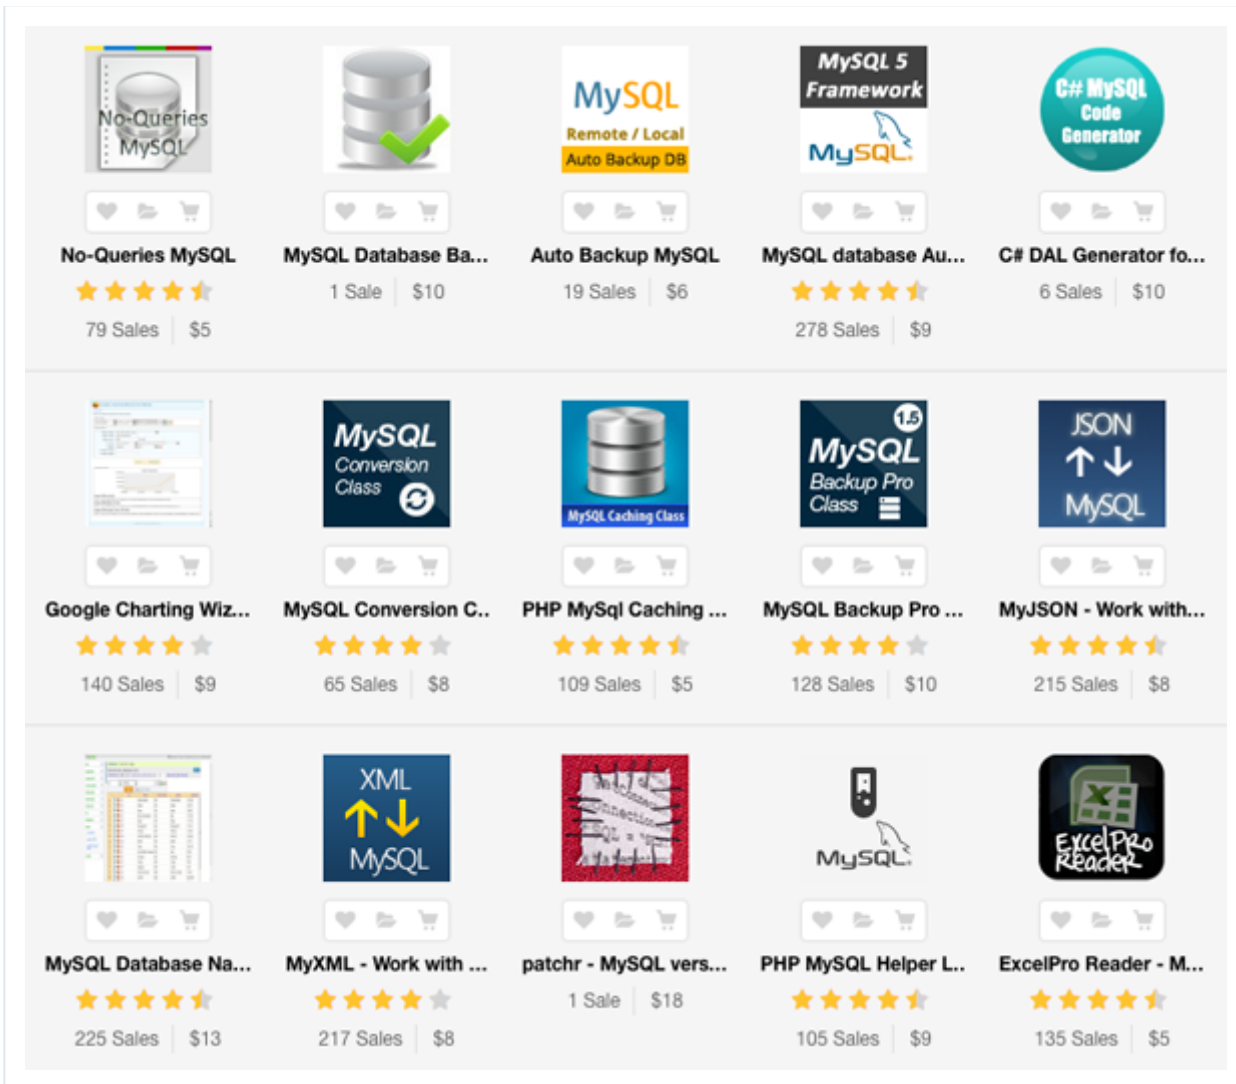 No-Queries
MySQL
MySQL
Remote / Local
Auto Backup DB
MySQL 5
Framework
MySQL
C# MySQL
Code
Generator
No-Queries MySQL
MySQL Database Ba...
Auto Backup MySQL
MySQL database Au...
C# DAL Generator fo...
1 Sale $10
19 Sales $6
6 Sales $10
79 Sales $5
278 Sales $9
MySQL
Conversion
Class
MySQL Caching Class
1.5
MySQL
Backup Pro
Class
JSON
MySQL
Google Charting Wiz...
MySQL Conversion C..
PHP MySql Caching ...
MySQL Backup Pro ...
MyJSON - Work with...
140 Sales $9
65 Sales $8
109 Sales $5
128 Sales $10
215 Sales $8
XML
MySQL
MySQL.
ExcelPro
Reader
MySQL Database Na...
MyXML - Work with ...
patchr - MySQL vers...
PHP MySQL Helper L..
ExcelPro Reader - M...
1 Sale $18
225 Sales $13
217 Sales $8
105 Sales $9
135 Sales $5